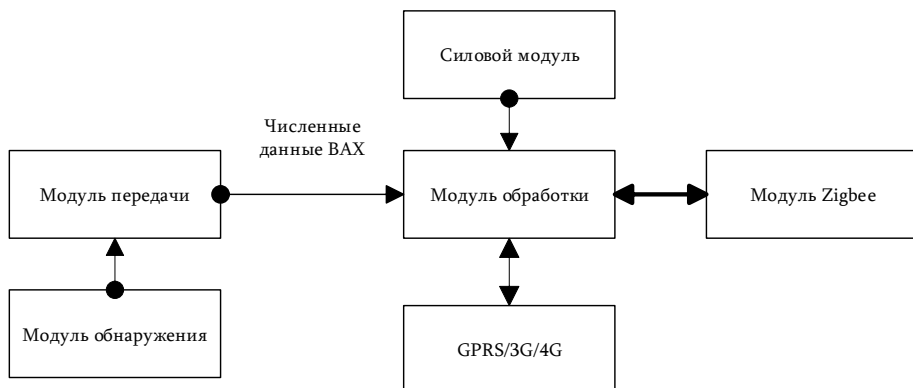 Силовой модуль
Численные
данные ВАХ
Модуль передачи
Модуль обработки
Модуль Zigbee
Модуль обнаружения
GPRS/3G/4G